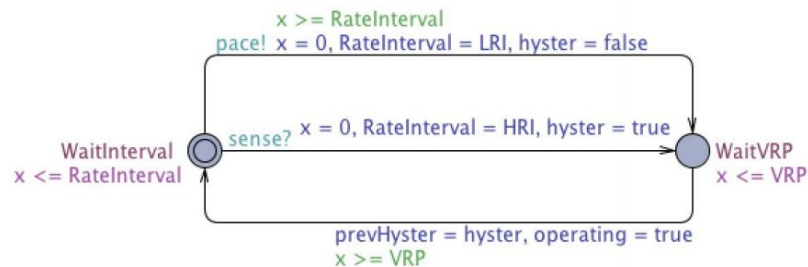 x >= RateInterval
pace! x = 0, RateInterval = LRI, hyster = false
sense? x = 0, RateInterval = HRI, hyster = true
WaitInterval
x <= RateInterval
WaitVRP
x <= VRP
prevHyster = hyster, operating = true
x >= VRP